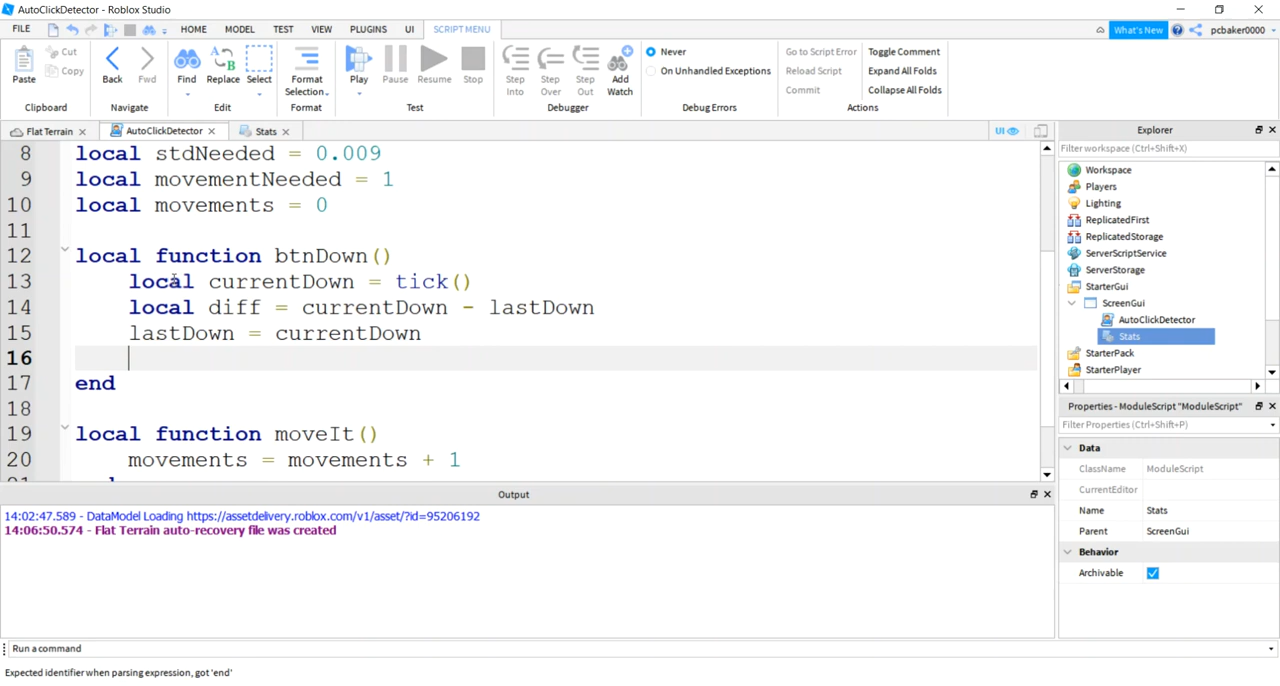 AutoClickDetector - Roblox Studio
FILE HOME MODEL TEST VIEW PLUGINS UI SCRIPT MENU What's New pcbaker0000
Paste Cut Copy Clipboard
Back Fwd Navigate
Find Replace Select Edit
Format Selection Format
Play Pause Resume Stop Test
Step Into Step Over Step Out Add Watch Debugger
Never
On Unhandled Exceptions
Debug Errors
Go to Script Error Toggle Comment
Reload Script Expand All Folds
Commit Collapse All Folds
Actions
Flat Terrain AutoClickDetector Stats UI
8 local stdNeeded = 0.009
9 local movementNeeded = 1
10 local movements = 0
11
12 local function btnDown()
13 local currentDown = tick()
14 local diff = currentDown - lastDown
15 lastDown = currentDown
16
17 end
18
19 local function moveIt()
20 movements = movements + 1
Explorer
Filter workspace (Ctrl+Shift+X)
Workspace
Players
Lighting
ReplicatedFirst
ReplicatedStorage
ServerScriptService
ServerStorage
StarterGui
ScreenGui
AutoClickDetector
Stats
StarterPack
StarterPlayer
Properties - ModuleScript "ModuleScript"
Filter Properties (Ctrl+Shift+P)
Data
ClassName ModuleScript
CurrentEditor
Name Stats
Parent ScreenGui
Behavior
Archivable
Output
14:02:47.589 - DataModel Loading https://assetdelivery.roblox.com/v1/asset/?id=95206192
14:06:50.574 - Flat Terrain auto-recovery file was created
Run a command
Expected identifier when parsing expression, got 'end'